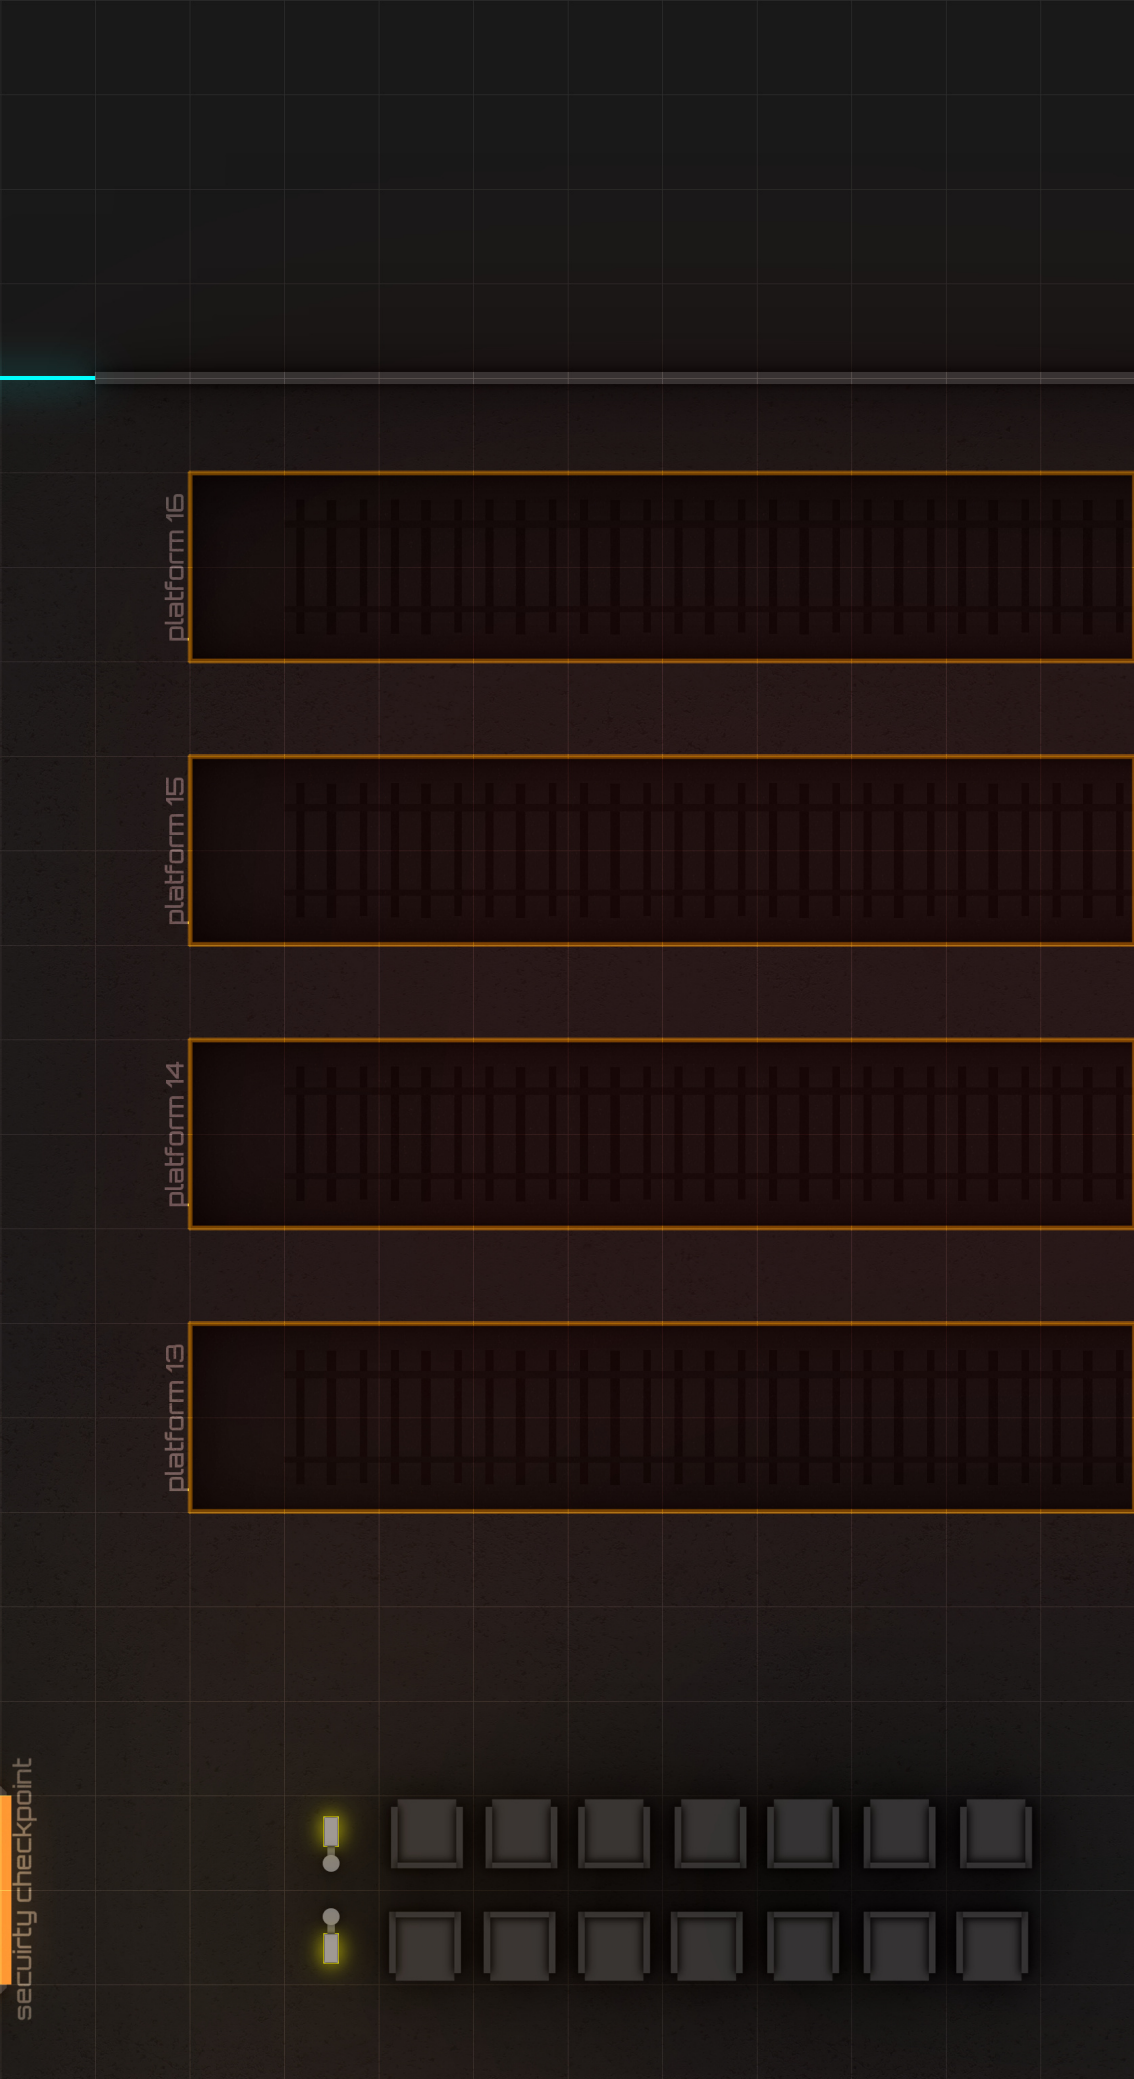 platform 16
platform 15
platform 14
platform 13
secuirty checkpoint